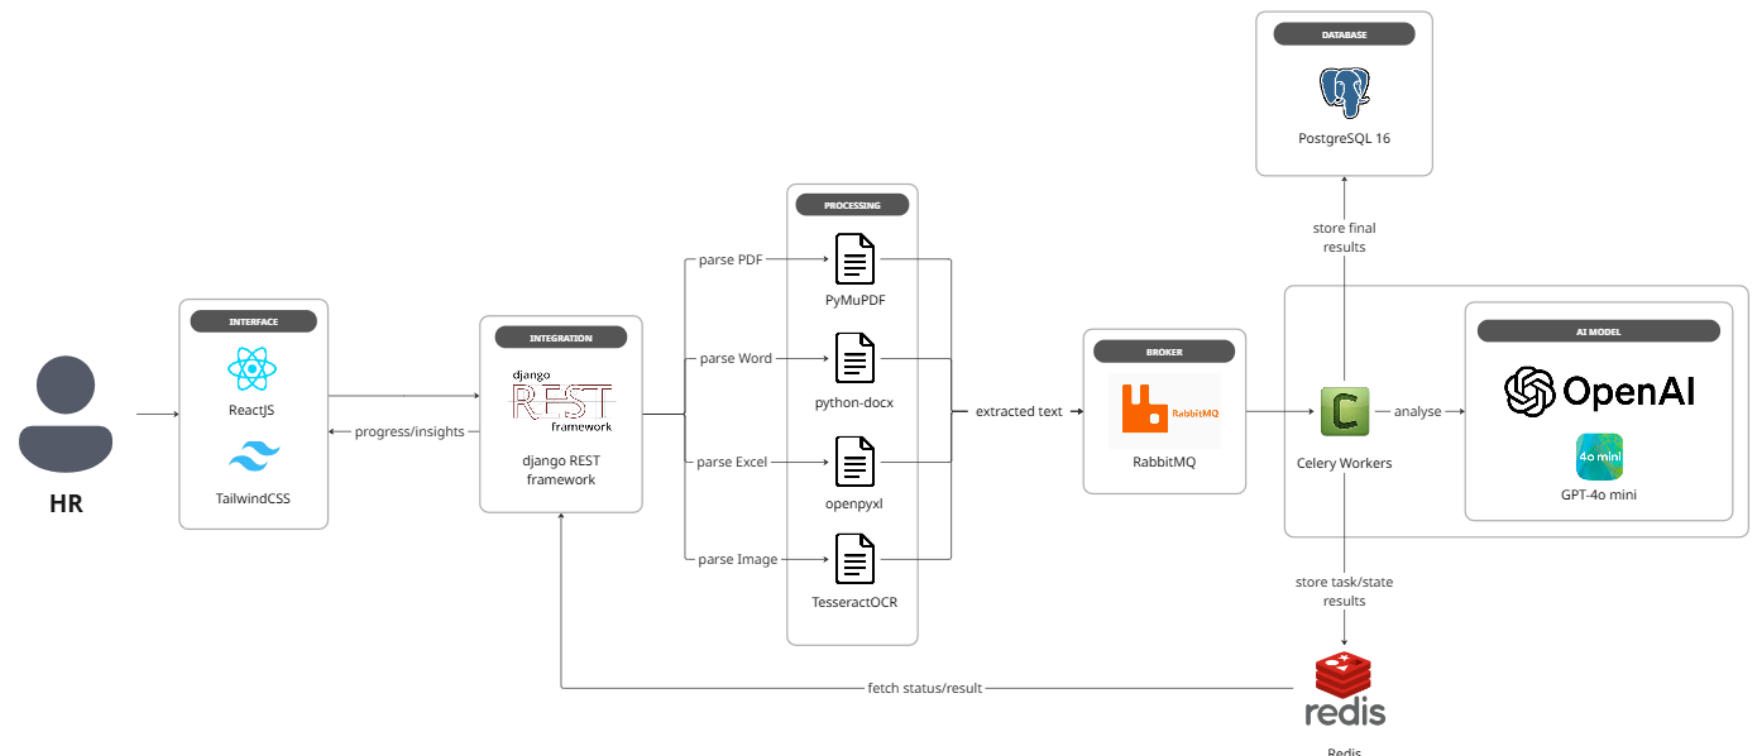 DATABASE
PostgreSQL 16
store final
results
PROCESSING
parse PDF
PyMuPDF
parse Word
python-docx
parse Excel
openpyxl
parse Image
TesseractOCR
HR
INTERFACE
ReactJS
TailwindCSS
progress/insights
INTEGRATION
django
REST
framework
django REST
framework
extracted text
BROKER
RabbitMQ
RabbitMQ
C
Celery Workers
analyse
AI MODEL
OpenAI
4o mini
GPT-4o mini
store task/state
results
fetch status/result
redis
Redis